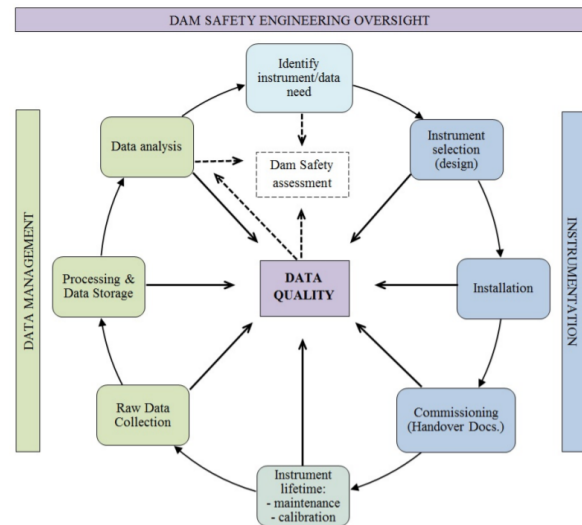 DAM SAFETY ENGINEERING OVERSIGHT
Identify
instrument/data
need
Data analysis
Instrument
selection
(design)
Dam Safety
assessment
DATA MANAGEMENT
INSTRUMENTATION
Processing &
Data Storage
DATA
QUALITY
Installation
Raw Data
Collection
Commissioning
(Handover Docs.)
Instrument
lifetime:
- maintenance
- calibration